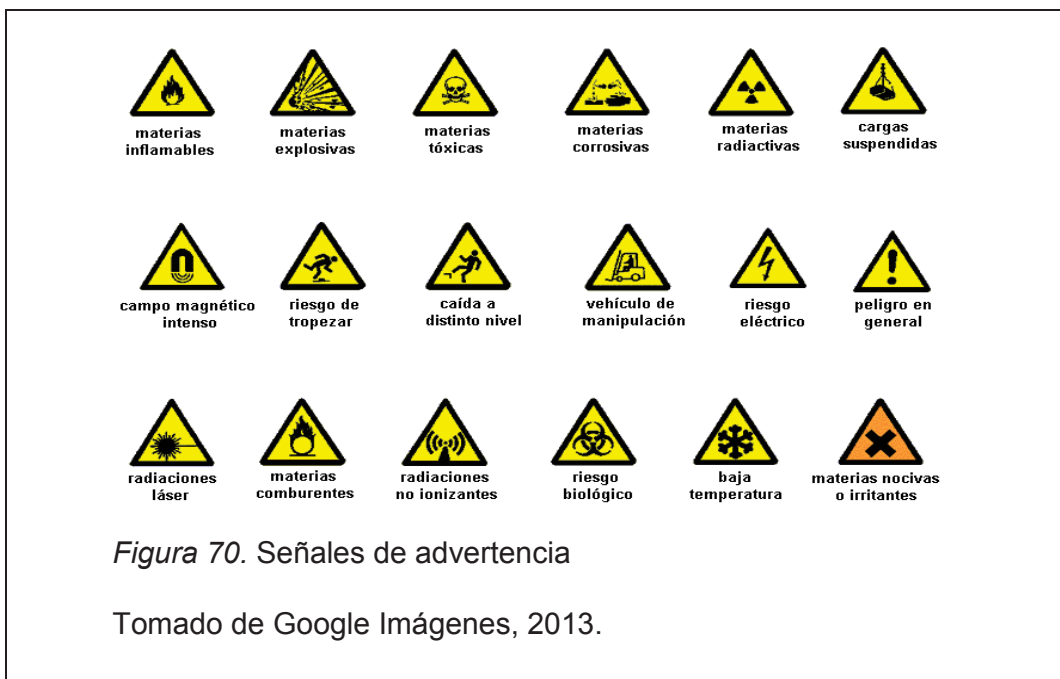 materias
inflamables
materias
explosivas
materias
tóxicas
materias
corrosivas
materias
radiactivas
cargas
suspendidas
campo magnético
intenso
riesgo de
tropezar
caída a
distinto nivel
vehículo de
manipulación
riesgo
eléctrico
peligro en
general
radiaciones
láser
materias
comburentes
radiaciones
no ionizantes
riesgo
biológico
baja
temperatura
materias nocivas
o irritantes
Figura 70. Señales de advertencia
Tomado de Google Imágenes, 2013.